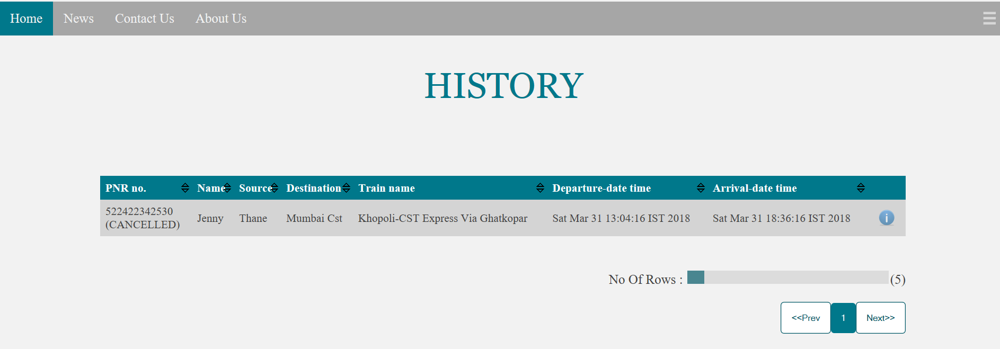 Home News Contact Us About Us
HISTORY
PNR no. Name Source Destination Train name Departure-date time Arrival-date time
522422342530
(CANCELLED) Jenny Thane Mumbai Cst Khopoli-CST Express Via Ghatkopar Sat Mar 31 13:04:16 IST 2018 Sat Mar 31 18:36:16 IST 2018 i
No Of Rows : (5)
<<Prev 1 Next>>